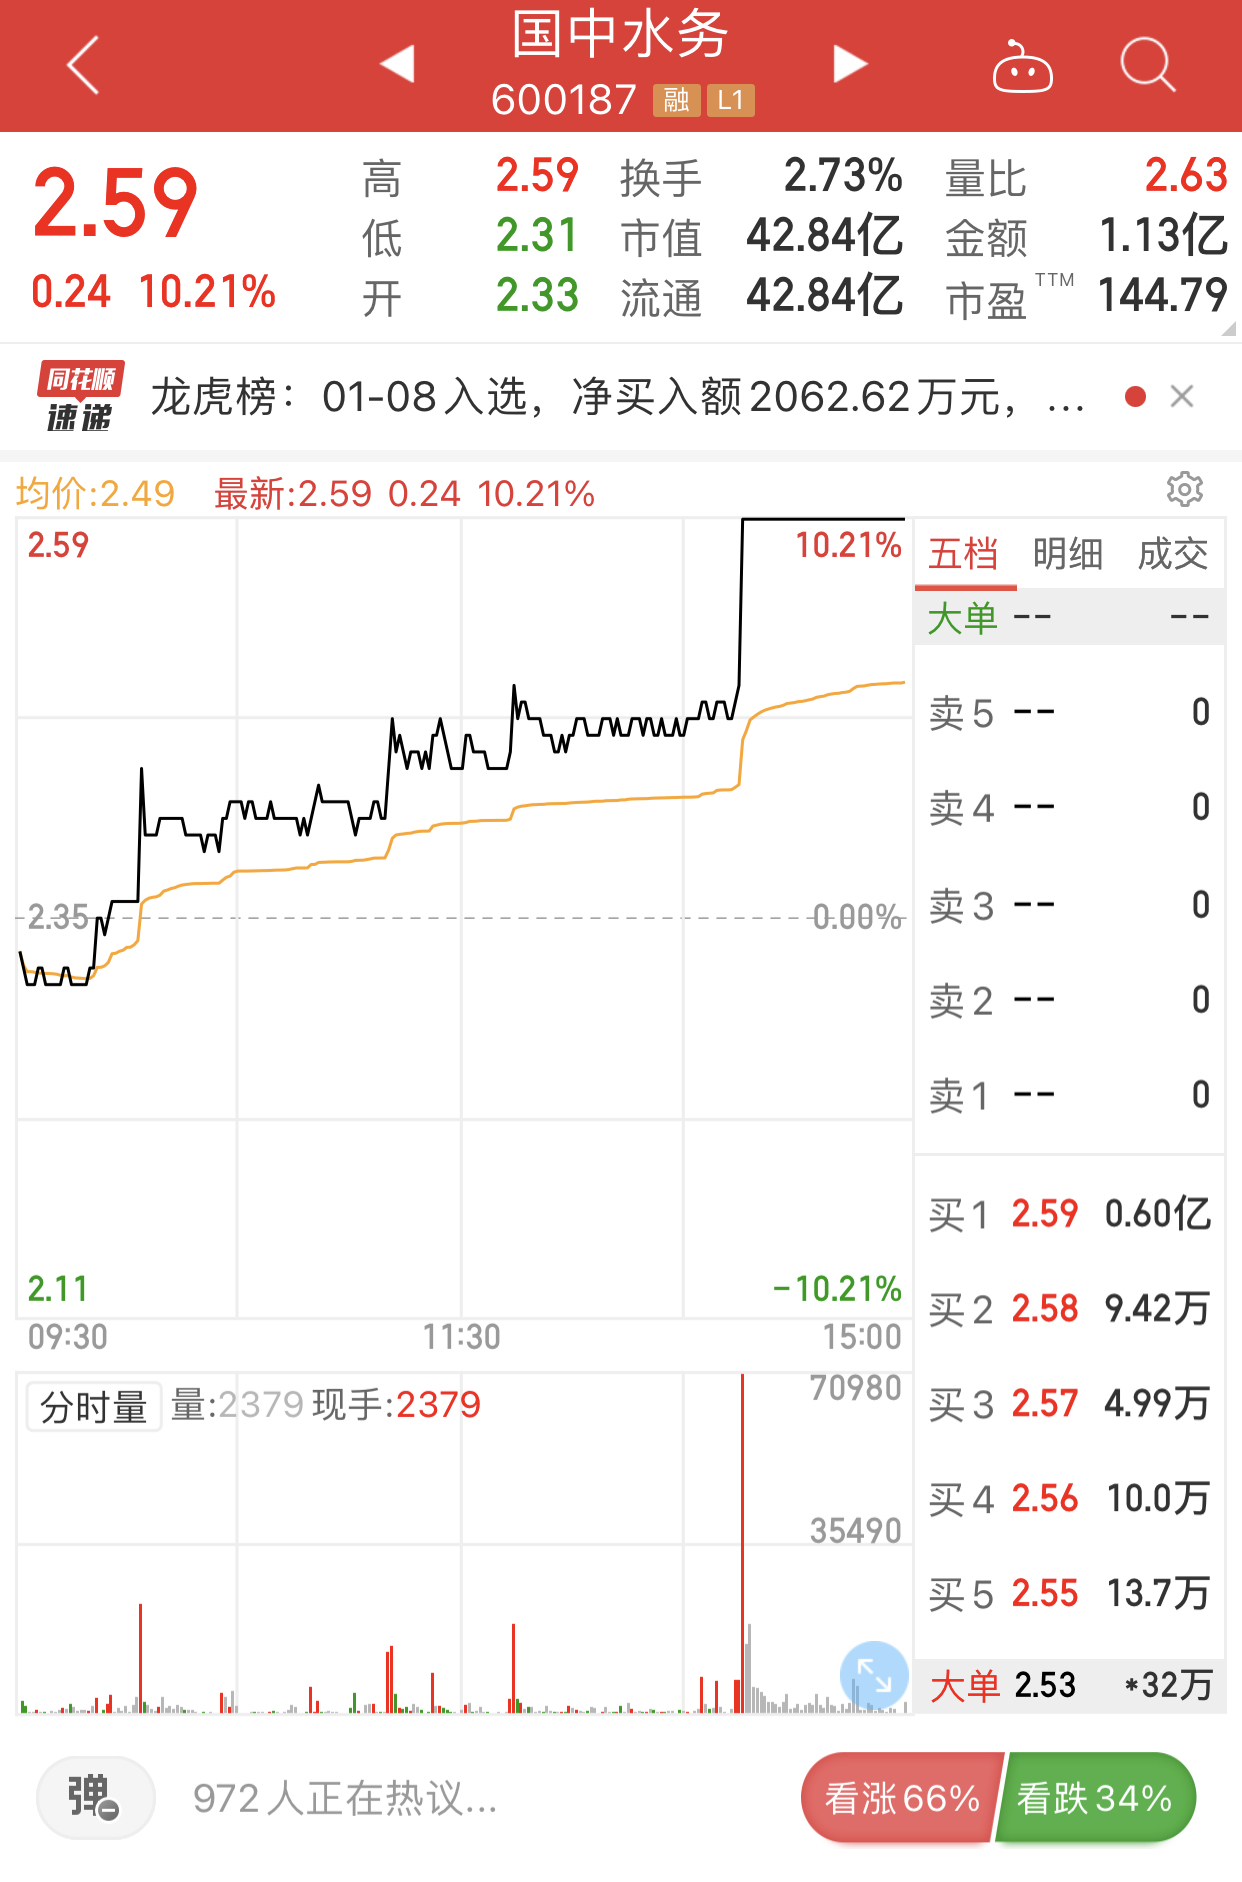 国中水务
600187 融 L1
2.59
0.24 10.21%
高 2.59 换手 2.73% 量比 2.63
低 2.31 市值 42.84亿 金额 1.13亿
开 2.33 流通 42.84亿 市盈TTM 144.79
同花顺
速递
龙虎榜：01-08入选，净买入额2062.62万元，...
均价:2.49 最新:2.59 0.24 10.21%
2.59 10.21%
2.35 0.00%
2.11 -10.21%
09:30 11:30 15:00
分时量 量:2379 现手:2379
70980
35490
五档 明细 成交
大单 -- --
卖5 -- 0
卖4 -- 0
卖3 -- 0
卖2 -- 0
卖1 -- 0
买1 2.59 0.60亿
买2 2.58 9.42万
买3 2.57 4.99万
买4 2.56 10.0万
买5 2.55 13.7万
大单 2.53 *32万
弹 972人正在热议... 看涨66% 看跌34%